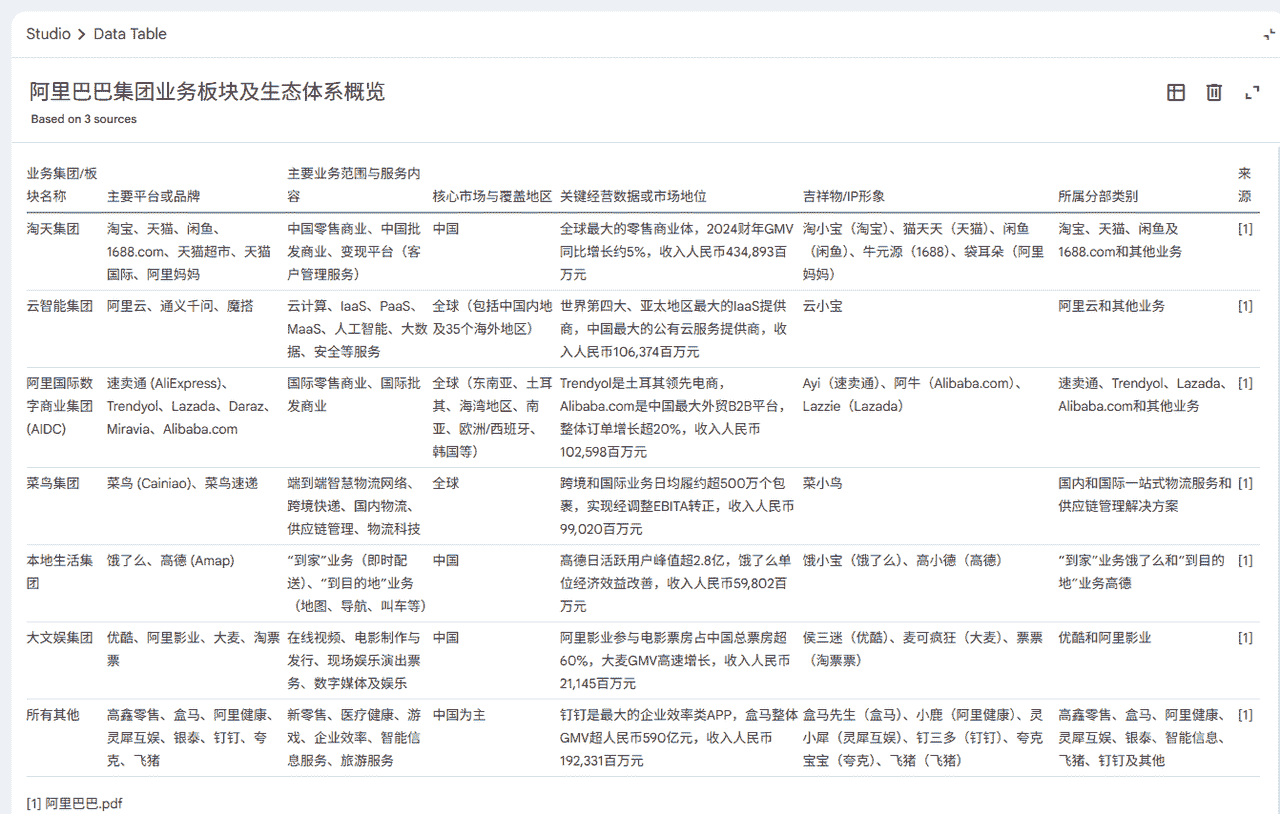 Studio > Data Table
阿里巴巴集团业务板块及生态体系概览
Based on 3 sources
业务集团/板
块名称
主要平台或品牌
主要业务范围与服务内
容
核心市场与覆盖地区
关键经营数据或市场地位
吉祥物/IP形象
所属分部类别
来
源
淘天集团
淘宝、天猫、闲鱼、
1688.com、天猫超市、天猫
国际、阿里妈妈
中国零售商业、中国批
发商业、变现平台（客
户管理服务）
中国
全球最大的零售商业体，2024财年GMV
同比增长约5%，收入人民币434,893百
万元
淘小宝（淘宝）、猫天天（天猫）、闲鱼
（闲鱼）、牛元源（1688）、袋耳朵（阿里
妈妈）
淘宝、天猫、闲鱼及
1688.com和其他业务
[1]
云智能集团
阿里云、通义千问、魔搭
云计算、IaaS、PaaS、
MaaS、人工智能、大数
据、安全等服务
全球（包括中国内地
及35个海外地区）
世界第四大、亚太地区最大的IaaS提供
商，中国最大的公有云服务提供商，收
入人民币106,374百万元
云小宝
阿里云和其他业务
[1]
阿里国际数
字商业集团
(AIDC)
速卖通 (AliExpress)、
Trendyol、Lazada、Daraz、
Miravia、Alibaba.com
国际零售商业、国际批
发商业
全球（东南亚、土耳
其、海湾地区、南
亚、欧洲/西班牙、
韩国等）
Trendyol是土耳其领先电商，
Alibaba.com是中国最大外贸B2B平台，
整体订单增长超20%，收入人民币
102,598百万元
Ayi（速卖通）、阿牛（Alibaba.com）、
Lazzie（Lazada）
速卖通、Trendyol、Lazada、
Alibaba.com和其他业务
[1]
菜鸟集团
菜鸟 (Cainiao)、菜鸟速递
端到端智慧物流网络、
跨境快递、国内物流、
供应链管理、物流科技
全球
跨境和国际业务日均履约超500万个包
裹，实现经调整EBITA转正，收入人民币
99,020百万元
菜小鸟
国内和国际一站式物流服务和
供应链管理解决方案
[1]
本地生活集
团
饿了么、高德 (Amap)
“到家”业务（即时配
送）、“到目的地”业务
（地图、导航、叫车等）
中国
高德日活跃用户峰值超2.8亿，饿了么单
位经济效益改善，收入人民币59,802百
万元
饿小宝（饿了么）、高小德（高德）
“到家”业务饿了么和“到目的
地”业务高德
[1]
大文娱集团
优酷、阿里影业、大麦、淘票
票
在线视频、电影制作与
发行、现场娱乐演出票
务、数字媒体及娱乐
中国
阿里影业参与电影票房占中国总票房超
60%，大麦GMV高速增长，收入人民币
21,145百万元
侯三迷（优酷）、麦可疯狂（大麦）、票票
（淘票票）
优酷和阿里影业
[1]
所有其他
高鑫零售、盒马、阿里健康、
灵犀互娱、银泰、钉钉、夸
克、飞猪
新零售、医疗健康、游
戏、企业效率、智能信
息服务、旅游服务
中国为主
钉钉是最大的企业效率类APP，盒马整体
GMV超人民币590亿元，收入人民币
192,331百万元
盒马先生（盒马）、小鹿（阿里健康）、灵
小犀（灵犀互娱）、钉三多（钉钉）、夸克
宝宝（夸克）、飞猪（飞猪）
高鑫零售、盒马、阿里健康、
灵犀互娱、银泰、智能信息、
飞猪、钉钉及其他
[1]
[1] 阿里巴巴.pdf